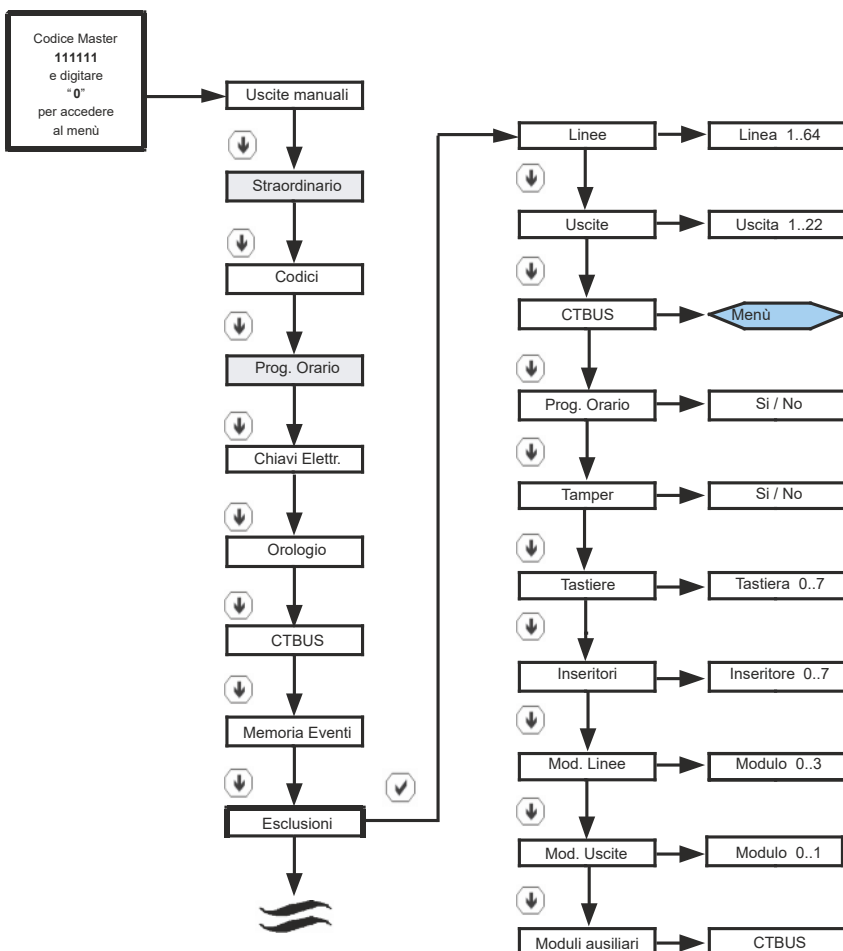 Codice Master
111111
e digitare
“0”
per accedere
al menù
Uscite manuali
Straordinario
Codici
Prog. Orario
Chiavi Elettr.
Orologio
CTBUS
Memoria Eventi
Esclusioni
Linee
Linea 1..64
Uscite
Uscita 1..22
CTBUS
Menù
Prog. Orario
Si / No
Tamper
Si / No
Tastiere
Tastiera 0..7
Inseritori
Inseritore 0..7
Mod. Linee
Modulo 0..3
Mod. Uscite
Modulo 0..1
Moduli ausiliari
CTBUS